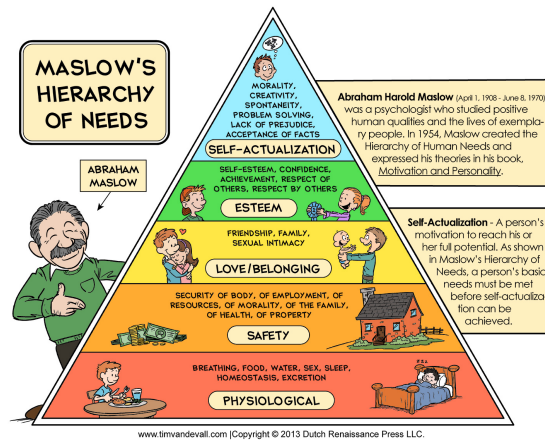 MASLOW'S
HIERARCHY
OF NEEDS
ABRAHAM
MASLOW
MORALITY,
CREATIVITY,
SPONTANEITY,
PROBLEM SOLVING,
LACK OF PREJUDICE,
ACCEPTANCE OF FACTS
SELF-ACTUALIZATION
SELF-ESTEEM, CONFIDENCE,
ACHIEVEMENT, RESPECT OF
OTHERS, RESPECT BY OTHERS
ESTEEM
FRIENDSHIP, FAMILY,
SEXUAL INTIMACY
LOVE/BELONGING
SECURITY OF BODY, OF EMPLOYMENT, OF
RESOURCES, OF MORALITY, OF THE FAMILY,
OF HEALTH, OF PROPERTY
SAFETY
BREATHING, FOOD, WATER, SEX, SLEEP,
HOMEOSTASIS, EXCRETION
PHYSIOLOGICAL
Abraham Harold Maslow (April 1, 1908 - June 8, 1970)
was a psychologist who studied positive
human qualities and the lives of exempla-
ry people. In 1954, Maslow created the
Hierarchy of Human Needs and
expressed his theories in his book,
Motivation and Personality.
Self-Actualization - A person's
motivation to reach his or
her full potential. As shown
in Maslow's Hierarchy of
Needs, a person's basic
needs must be met
before self-actualiza
tion can be
achieved.
www.timvandevall.com |Copyright © 2013 Dutch Renaissance Press LLC.